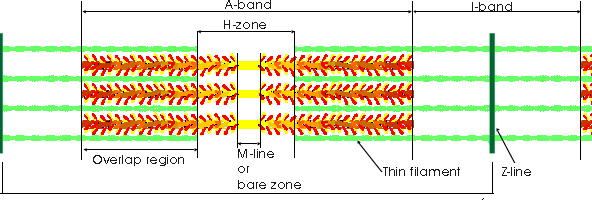 A-band
I-band
H-zone
Overlap region
M-line
or
bare zone
Thin filament
Z-line